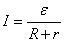 I = ε / (R + r)